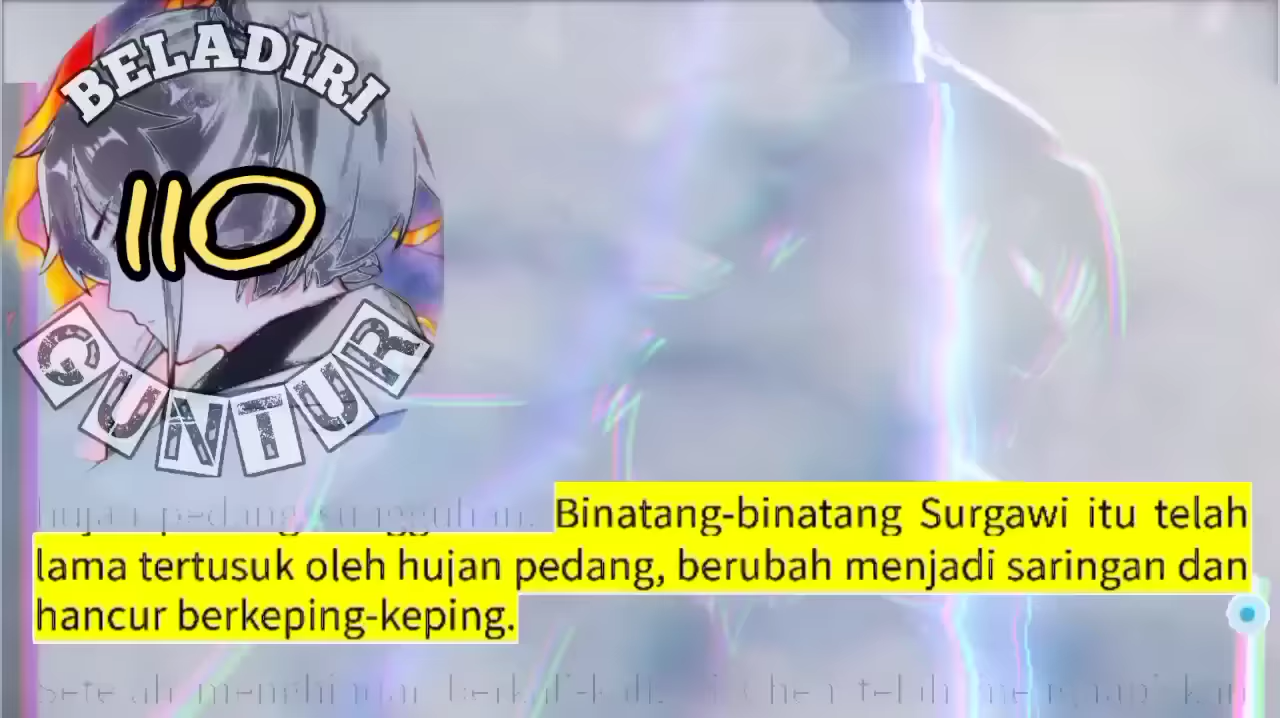 BELADIRI
110
GUNTUR
Binatang-binatang Surgawi itu telah
lama tertusuk oleh hujan pedang, berubah menjadi saringan dan
hancur berkeping-keping.